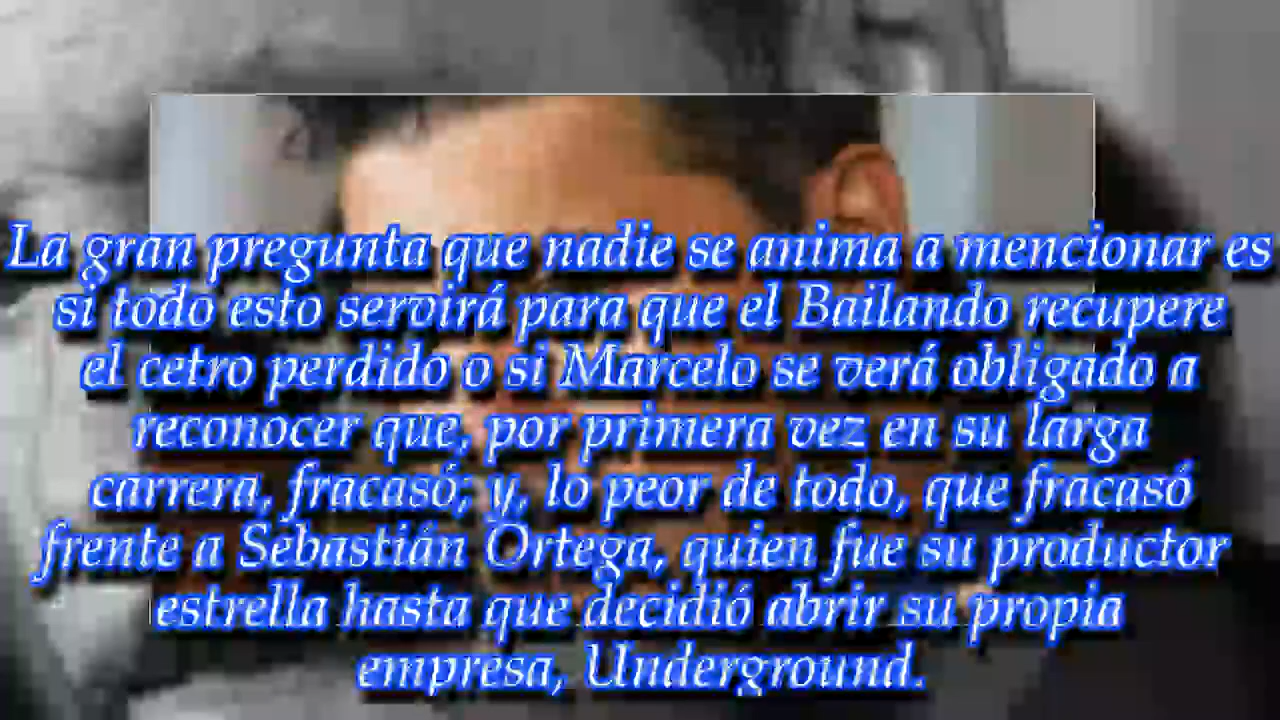 La gran pregunta que nadie se anima a mencionar es
si todo esto servirá para que el Bailando recupere
el cetro perdido o si Marcelo se verá obligado a
reconocer que, por primera vez en su larga
carrera, fracasó; y, lo peor de todo, que fracasó
frente a Sebastián Ortega, quien fue su productor
estrella hasta que decidió abrir su propia
empresa, Underground.